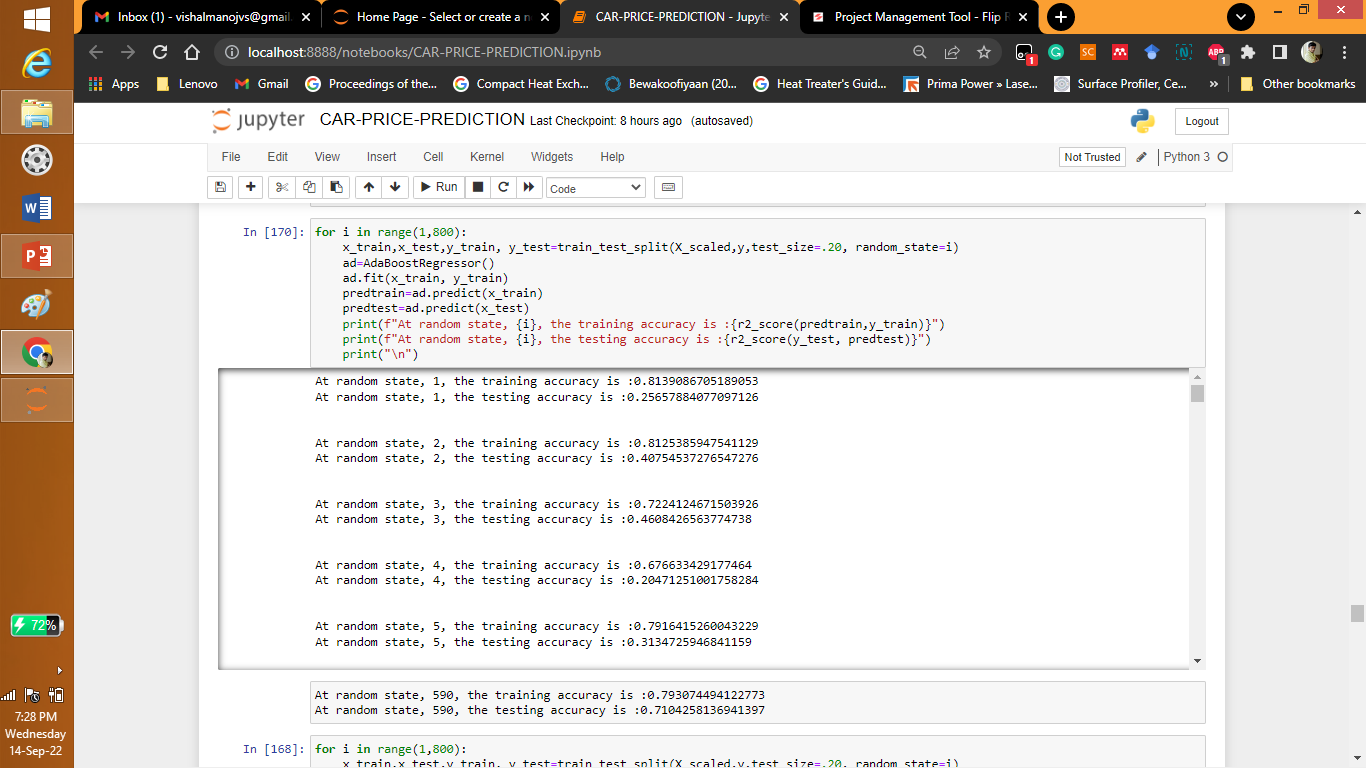 Inbox (1) - vishalmanojvs@gmail. Home Page - Select or create a n CAR-PRICE-PREDICTION - Jupyte Project Management Tool - Flip R
localhost:8888/notebooks/CAR-PRICE-PREDICTION.ipynb
SC 1 ABP 1
Apps Lenovo Gmail Proceedings of the... Compact Heat Exch... Bewakoofiyaan (20... Heat Treater's Guid... Prima Power » Lase... Surface Profiler, Ce... » Other bookmarks
jupyter CAR-PRICE-PREDICTION Last Checkpoint: 8 hours ago (autosaved) Logout
File Edit View Insert Cell Kernel Widgets Help Not Trusted Python 3
Run Code
In [170]: for i in range(1,800):
x_train,x_test,y_train, y_test=train_test_split(X_scaled,y,test_size=.20, random_state=i)
ad=AdaBoostRegressor()
ad.fit(x_train, y_train)
predtrain=ad.predict(x_train)
predtest=ad.predict(x_test)
print(f"At random state, {i}, the training accuracy is :{r2_score(predtrain,y_train)}")
print(f"At random state, {i}, the testing accuracy is :{r2_score(y_test, predtest)}")
print("\n")
At random state, 1, the training accuracy is :0.8139086705189053
At random state, 1, the testing accuracy is :0.25657884077097126
At random state, 2, the training accuracy is :0.8125385947541129
At random state, 2, the testing accuracy is :0.40754537276547276
At random state, 3, the training accuracy is :0.7224124671503926
At random state, 3, the testing accuracy is :0.4608426563774738
At random state, 4, the training accuracy is :0.676633429177464
At random state, 4, the testing accuracy is :0.20471251001758284
At random state, 5, the training accuracy is :0.7916415260043229
At random state, 5, the testing accuracy is :0.3134725946841159
At random state, 590, the training accuracy is :0.793074494122773
At random state, 590, the testing accuracy is :0.7104258136941397
In [168]: for i in range(1,800):
x_train,x_test,y_train, y_test=train_test_split(X_scaled,y,test_size=.20, random_state=i)
72%
7:28 PM
Wednesday
14-Sep-22